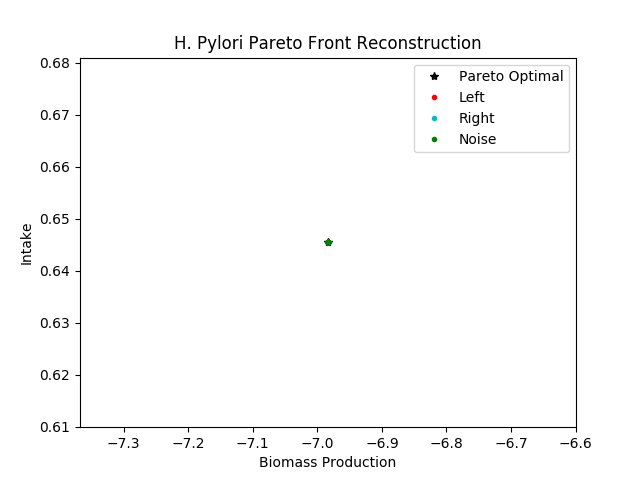 H. Pylori Pareto Front Reconstruction
Pareto Optimal
Left
Right
Noise
0.68
0.67
0.66
0.65
0.64
0.63
0.62
0.61
Intake
−7.3
−7.2
−7.1
−7.0
−6.9
−6.8
−6.7
−6.6
Biomass Production